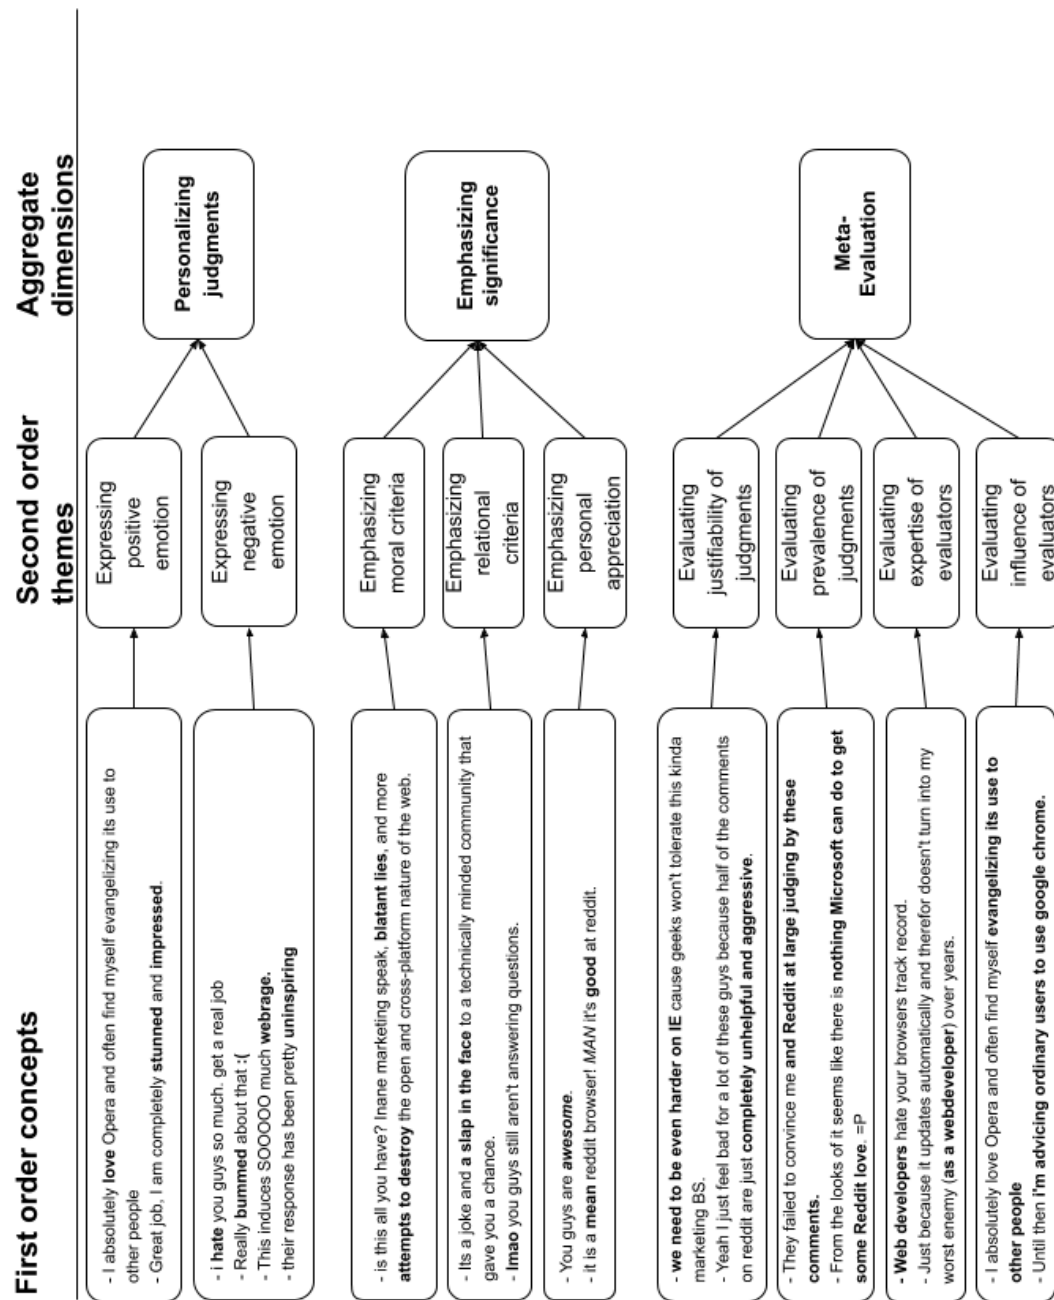 First order concepts
Second order
themes
Aggregate
dimensions
- I absolutely love Opera and often find myself evangelizing its use to
other people
- Great job, I am completely stunned and impressed.
Expressing
positive
emotion
- i hate you guys so much. get a real job
- Really bummed about that :(
- This induces SOOOOO much webrage.
- their response has been pretty uninspiring
Expressing
negative
emotion
Personalizing
judgments
- is this all you have? Inane marketing speak, blatant lies, and more
attempts to destroy the open and cross-platform nature of the web.
Emphasizing
moral criteria
- Its a joke and a slap in the face to a technically minded community that
gave you a chance.
- lmao you guys still aren't answering questions.
Emphasizing
relational
criteria
- You guys are awesome.
- it is a mean reddit browser! MAN it's good at reddit.
Emphasizing
personal
appreciation
Emphasizing
significance
- we need to be even harder on IE cause geeks won't tolerate this kinda
marketing BS.
- Yeah I just feel bad for a lot of these guys because half of the comments
on reddit are just completely unhelpful and aggressive.
Evaluating
justifiability of
judgments
- They failed to convince me and Reddit at large judging by these
comments.
- From the looks of it seems like there is nothing Microsoft can do to get
some Reddit love. =P
Evaluating
prevalence of
judgments
- Web developers hate your browsers track record.
- Just because it updates automatically and therefor doesn't turn into my
worst enemy (as a webdeveloper) over years.
Evaluating
expertise of
evaluators
- I absolutely love Opera and often find myself evangelizing its use to
other people
- Until then i'm advicing ordinary users to use google chrome.
Evaluating
influence of
evaluators
Meta-
Evaluation